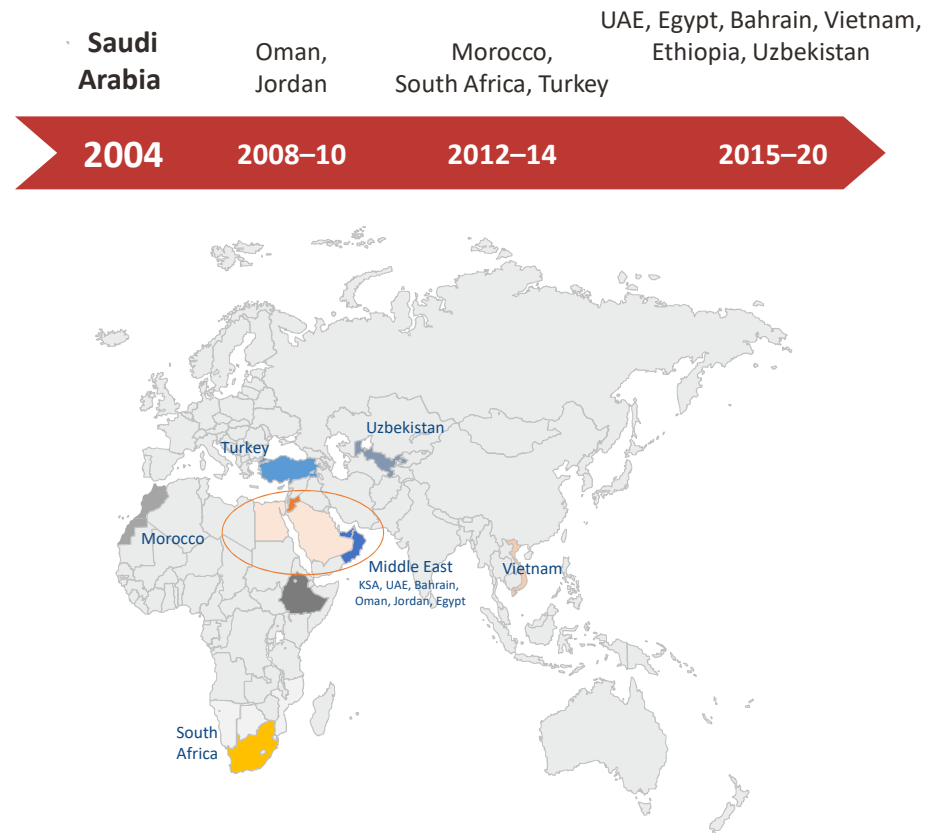 Saudi
Arabia
Oman,
Jordan
Morocco,
South Africa, Turkey
UAE, Egypt, Bahrain, Vietnam,
Ethiopia, Uzbekistan
2004
2008–10
2012–14
2015–20
Uzbekistan
Turkey
Morocco
Middle East
KSA, UAE, Bahrain,
Oman, Jordan, Egypt
Vietnam
South
Africa